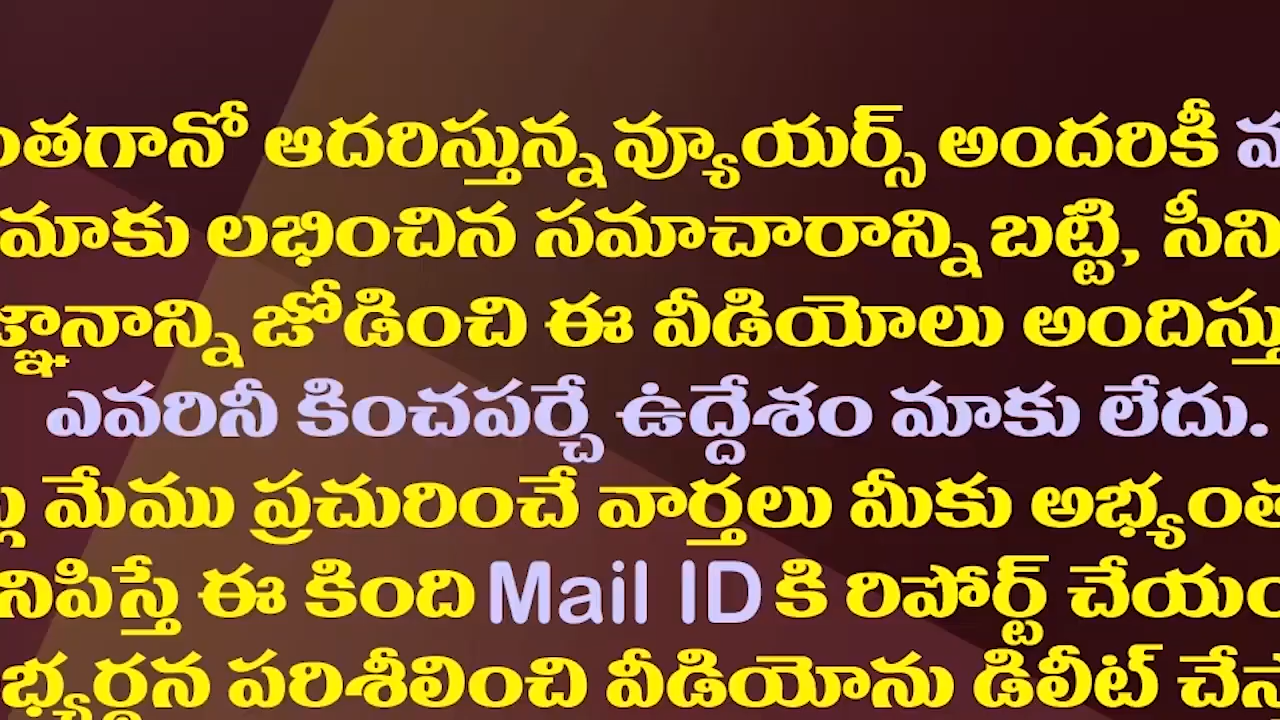 ంతగానో ఆదరిస్తున్న వ్యూయర్స్ అందరికీ
మాకు లభించిన సమాచారాన్ని బట్టి, సీని
జ్ఞానాన్ని జోడించి ఈ వీడియోలు అందిస్తు
ఎవరినీ కించపర్చే ఉద్దేశం మాకు లేదు.
మేము ప్రచురించే వార్తలు మీకు అభ్యంత
నిపిస్తే ఈ కింది Mail ID కి రిపోర్ట్ చేయం
భ్యర్థన పరిశీలించి వీడియోను డిలీట్ చేస